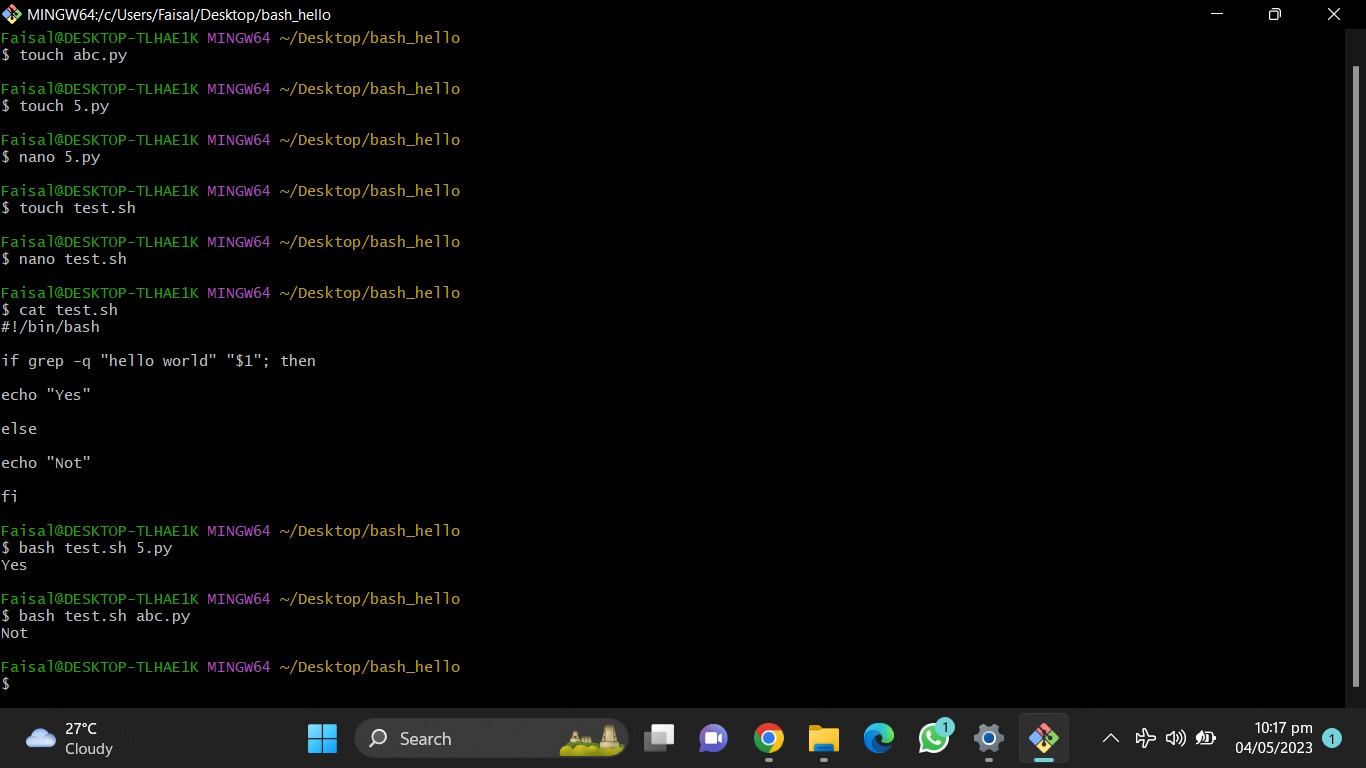 MINGW64:/c/Users/Faisal/Desktop/bash_hello
Faisal@DESKTOP-TLHAE1K MINGW64 ~/Desktop/bash_hello
$ touch abc.py
Faisal@DESKTOP-TLHAE1K MINGW64 ~/Desktop/bash_hello
$ touch 5.py
Faisal@DESKTOP-TLHAE1K MINGW64 ~/Desktop/bash_hello
$ nano 5.py
Faisal@DESKTOP-TLHAE1K MINGW64 ~/Desktop/bash_hello
$ touch test.sh
Faisal@DESKTOP-TLHAE1K MINGW64 ~/Desktop/bash_hello
$ nano test.sh
Faisal@DESKTOP-TLHAE1K MINGW64 ~/Desktop/bash_hello
$ cat test.sh
#!/bin/bash
if grep -q "hello world" "$1"; then
echo "Yes"
else
echo "Not"
fi
Faisal@DESKTOP-TLHAE1K MINGW64 ~/Desktop/bash_hello
$ bash test.sh 5.py
Yes
Faisal@DESKTOP-TLHAE1K MINGW64 ~/Desktop/bash_hello
$ bash test.sh abc.py
Not
Faisal@DESKTOP-TLHAE1K MINGW64 ~/Desktop/bash_hello
$
27°C
Cloudy
Search
1
10:17 pm
04/05/2023
1